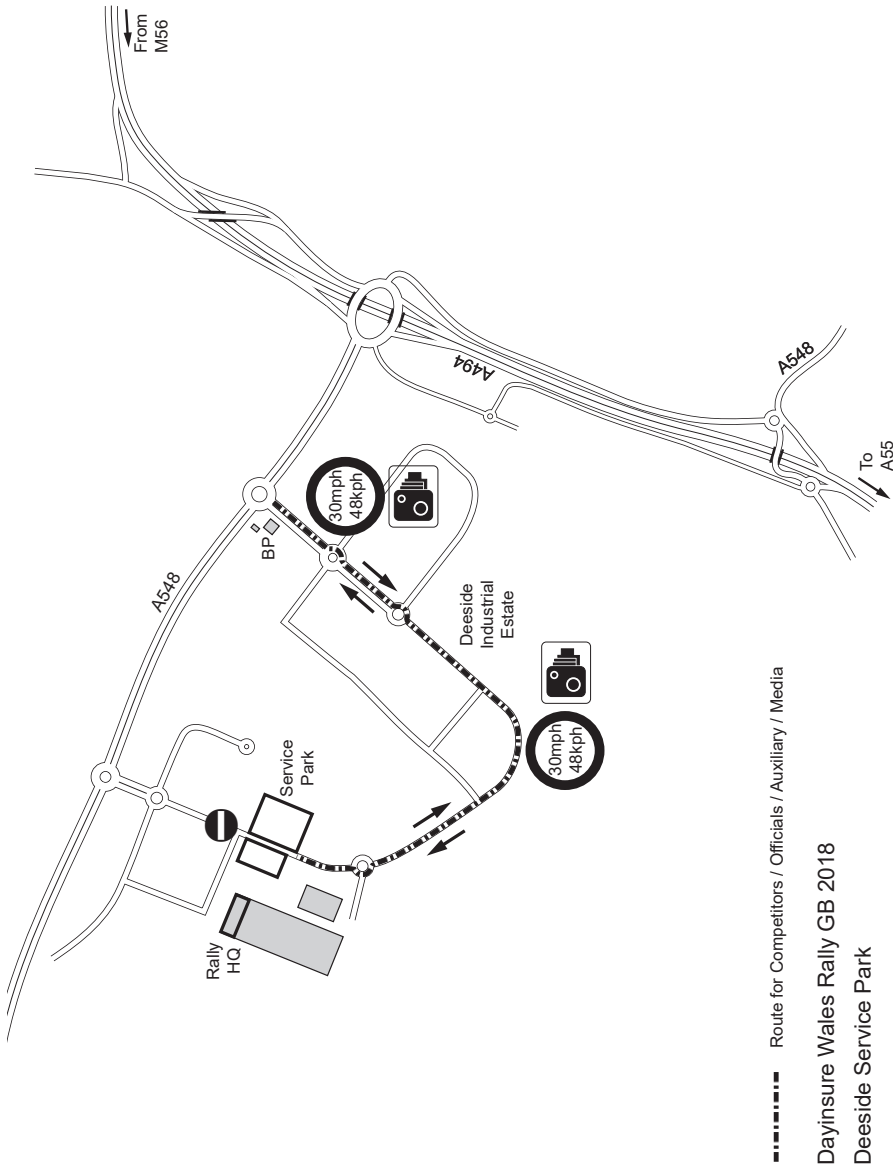 From
M56
A548
A494
A548
To
A55
BP
30mph
48kph
Deeside
Industrial
Estate
30mph
48kph
Service
Park
Rally
HQ
Route for Competitors / Officials / Auxiliary / Media
Dayinsure Wales Rally GB 2018
Deeside Service Park